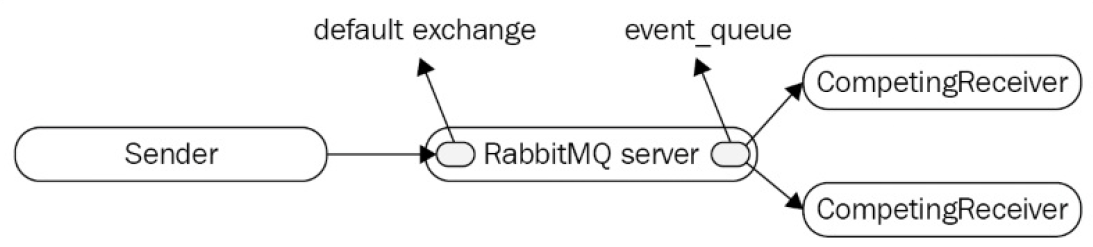 default exchange
event_queue
CompetingReceiver
Sender
RabbitMQ server
CompetingReceiver